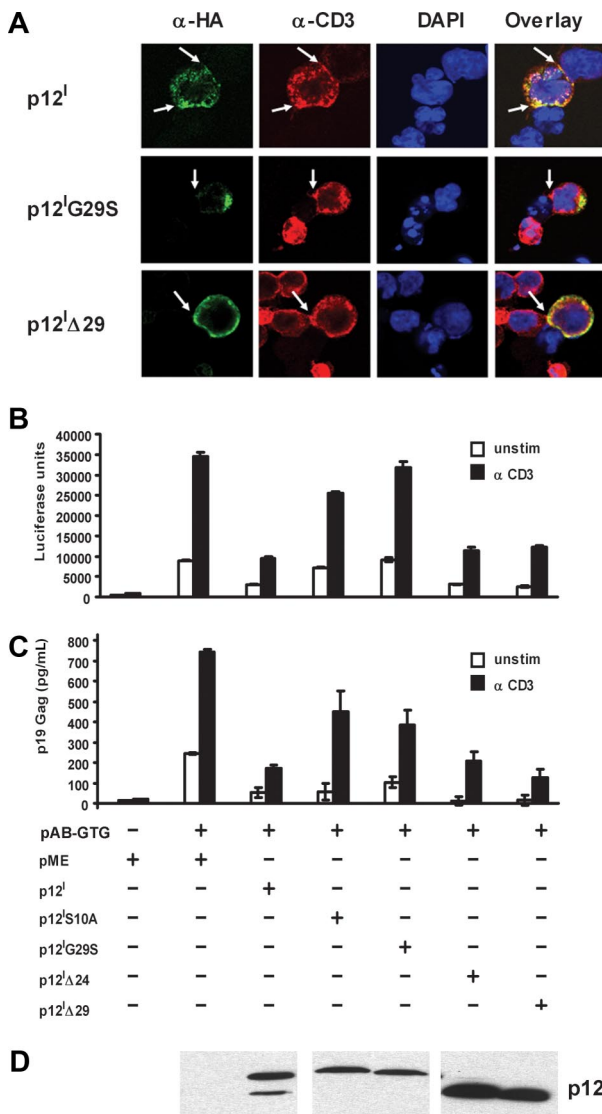 A
α-HA α-CD3 DAPI Overlay
p12ᴵ
p12ᴵG29S
p12ᴵΔ29
B
Luciferase units
40000
35000
30000
25000
20000
15000
10000
5000
0
unstim
α CD3
C
p19 Gag (pg/mL)
800
700
600
500
400
300
200
100
0
unstim
α CD3
pAB-GTG − + + + + + +
pME + + − − − − −
p12ᴵ − − + − − − −
p12ᴵS10A − − − + − − −
p12ᴵG29S − − − − + − −
p12ᴵΔ24 − − − − − + −
p12ᴵΔ29 − − − − − − +
D
p12